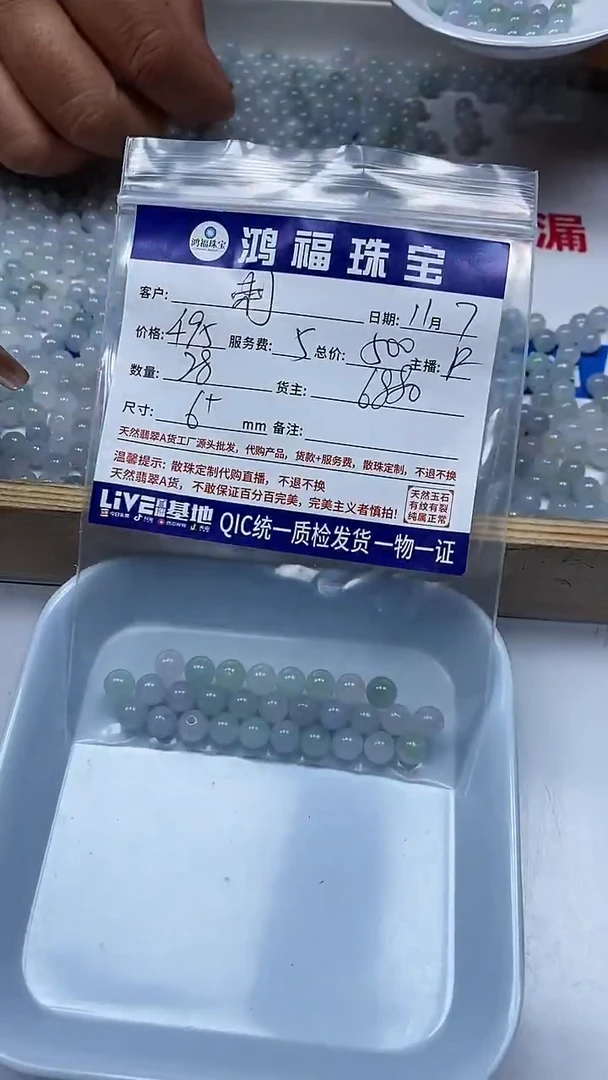 鸿福珠宝 鸿福珠宝
漏
客户: 日期: 11月7
价格: 495 服务费: 5 总价: 500 主播: R
数量: 28 货主: 6880
尺寸: 6+ mm 备注:
天然翡翠A货工厂源头批发，代购产品，货款+服务费，散珠定制，不退不换
温馨提示: 散珠定制代购直播，不退不换
天然翡翠A货，不敢保证百分百完美，完美主义者慎拍!
天然玉石
有纹有裂
纯属正常
LIVE直播基地 QIC统一质检发货 一物一证